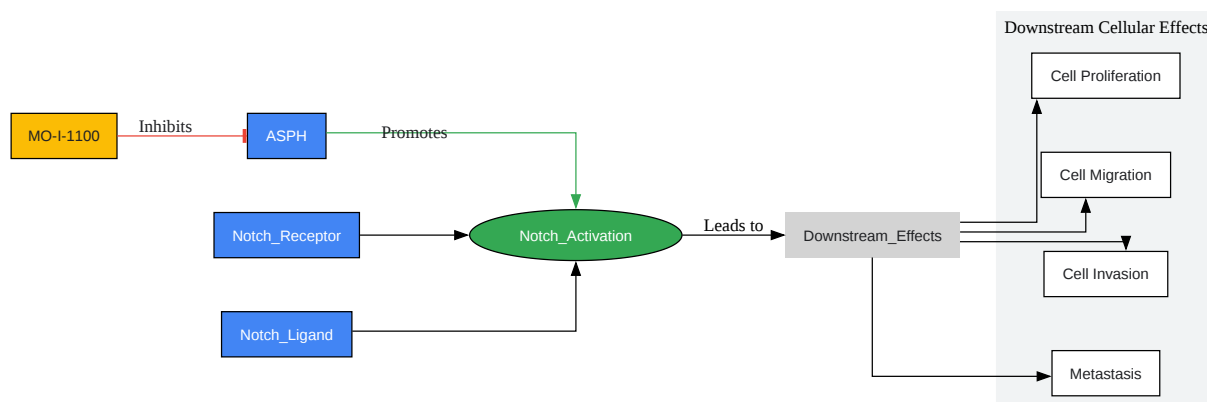 Downstream Cellular Effects
Cell Proliferation
MO-I-1100
Inhibits
ASPH
Promotes
Cell Migration
Notch_Receptor
Notch_Activation
Leads to
Downstream_Effects
Cell Invasion
Notch_Ligand
Metastasis